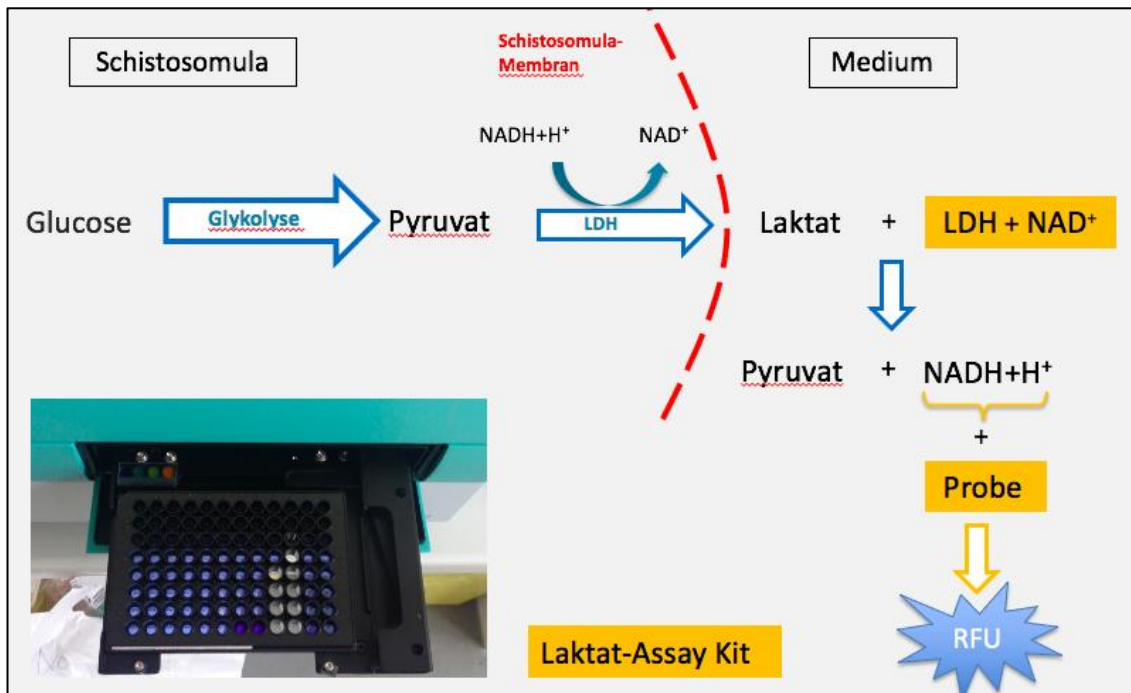 Schistosomula
Schistosomula-
Membran
Medium
NADH+H⁺
NAD⁺
Glucose
Glykolyse
Pyruvat
LDH
Laktat
+
LDH + NAD⁺
Pyruvat
+
NADH+H⁺
+
Probe
RFU
Laktat-Assay Kit